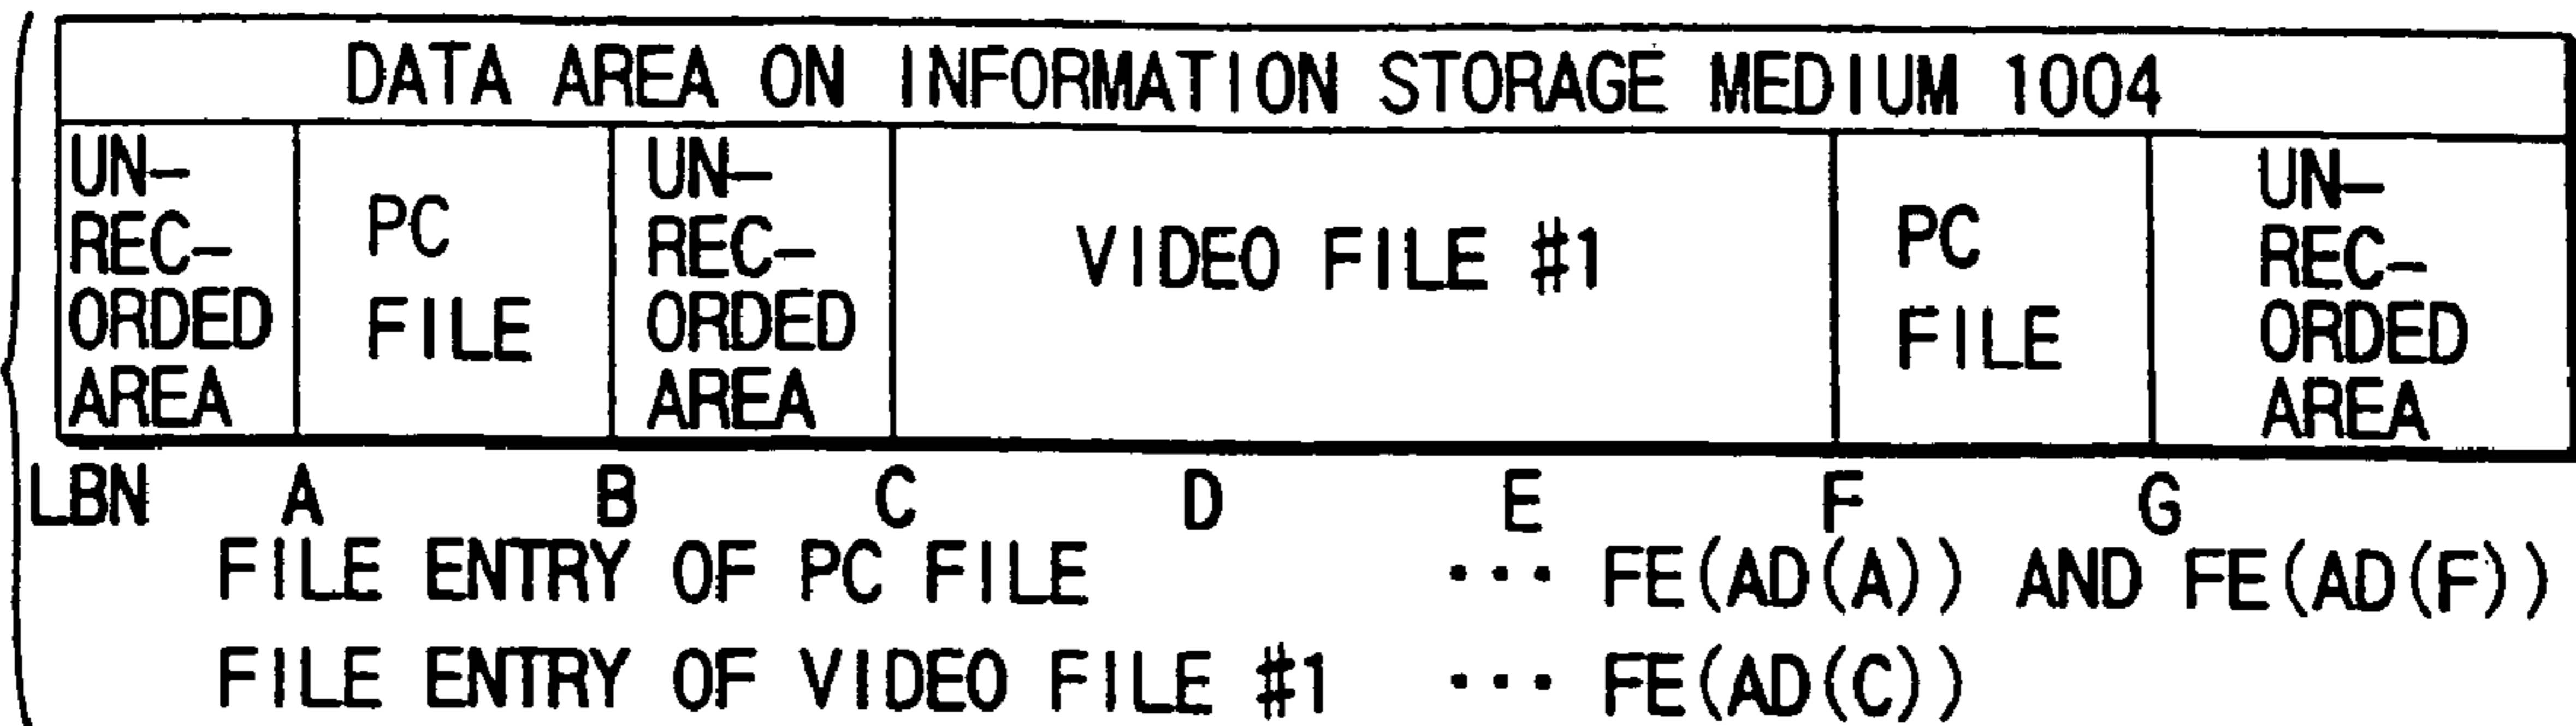 DATA AREA ON INFORMATION STORAGE MEDIUM 1004
UN-
REC-
ORDED
AREA
PC
FILE
UN-
REC-
ORDED
AREA
VIDEO FILE #1
PC
FILE
UN-
REC-
ORDED
AREA
LBN A B C D E F G
FILE ENTRY OF PC FILE ··· FE(AD(A)) AND FE(AD(F))
FILE ENTRY OF VIDEO FILE #1 ··· FE(AD(C))